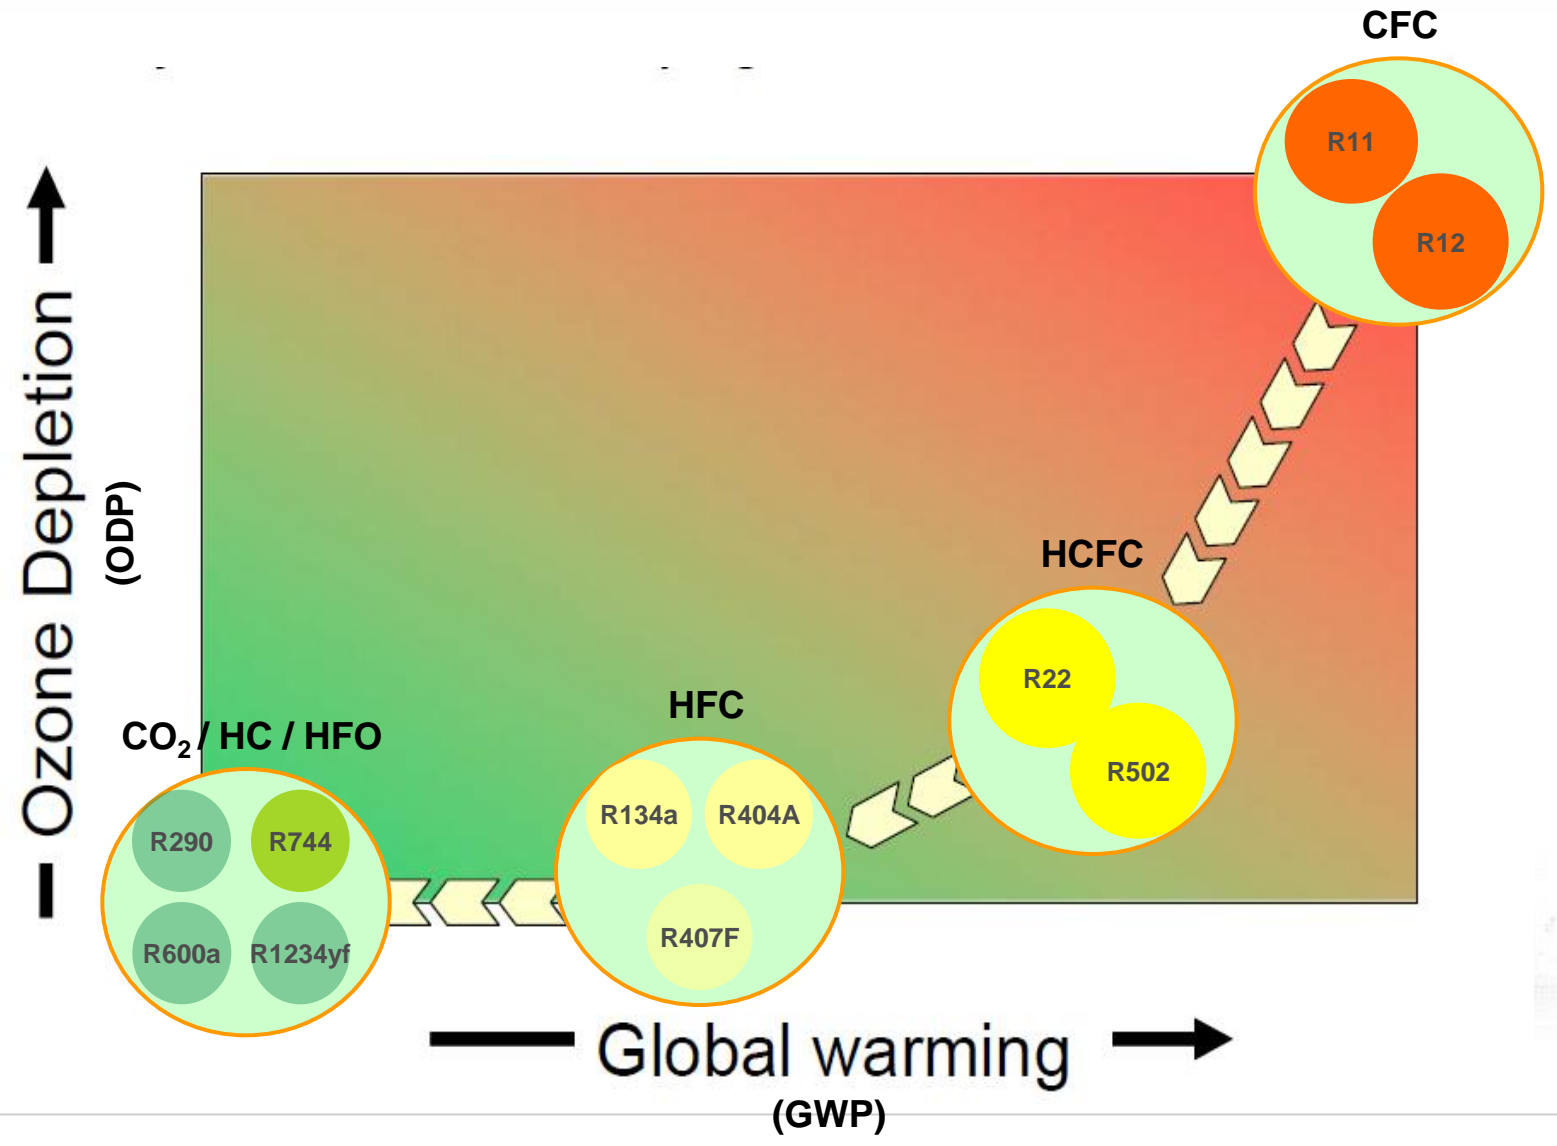 CFC
R11
R12
Ozone Depletion
(ODP)
HCFC
R22
R502
HFC
R134a
R404A
R407F
CO₂ / HC / HFO
R290
R744
R600a
R1234yf
Global warming
(GWP)